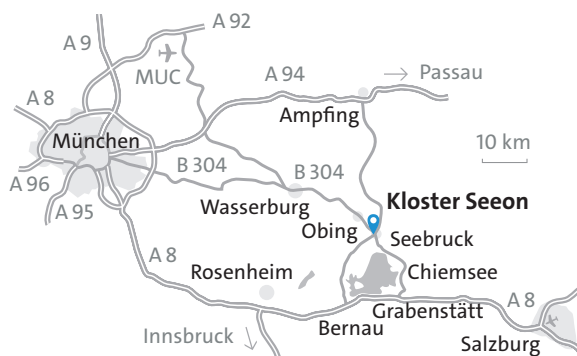 A 92
A 9
MUC
A 94
→ Passau
A 8
Ampfing
München
10 km
B 304
B 304
A 96
Kloster Seeon
Wasserburg
A 95
Obing
Seebruck
A 8
Rosenheim
Chiemsee
Grabenstätt
A 8
Bernau
Innsbruck
Salzburg